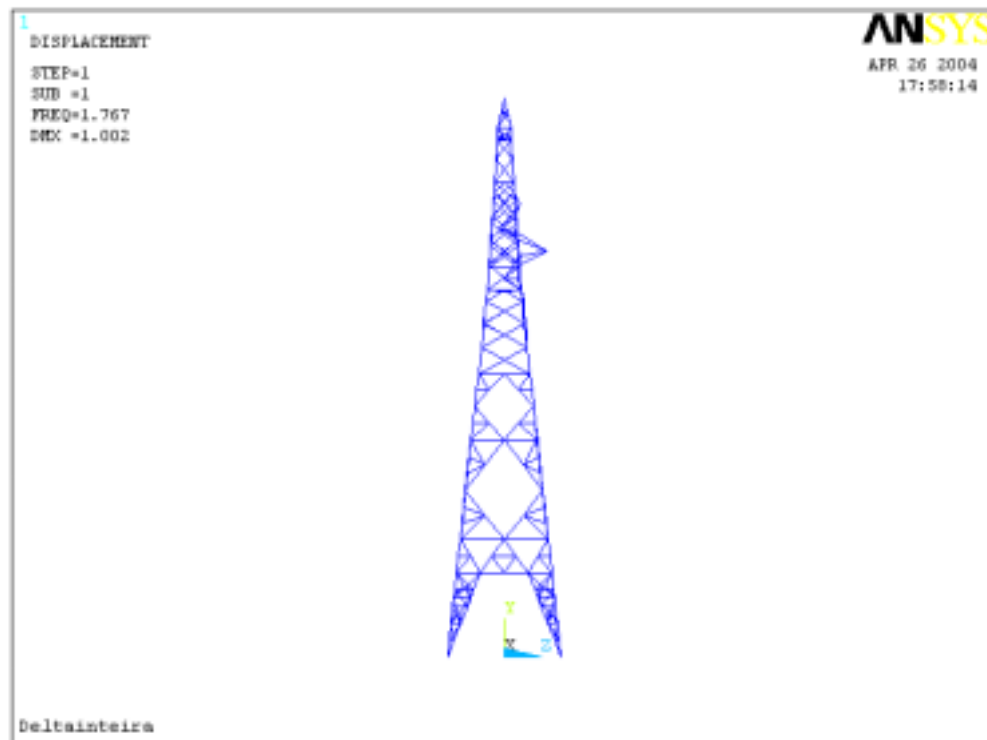 1
DISPLACEMENT
STEP=1
SUB =1
FREQ=1.767
DMX =1.002
ANSYS
APR 26 2004
17:58:14
Y
X
Z
Deltainteira